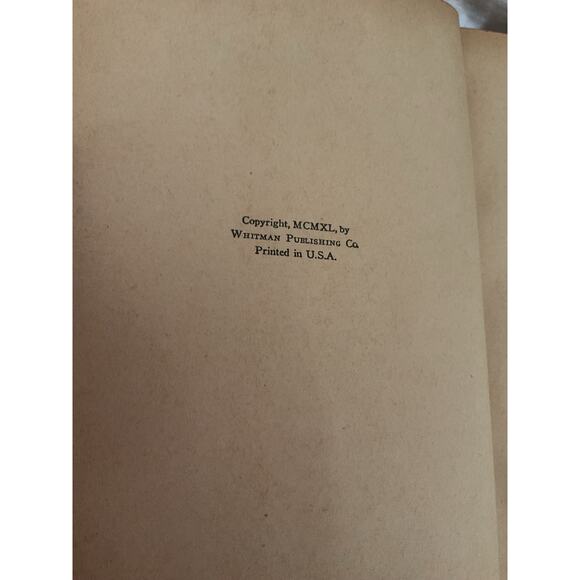 Copyright, MCMXL, by
WHITMAN PUBLISHING CO.
Printed in U.S.A.